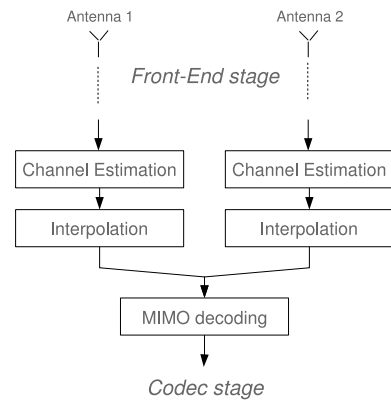 Antenna 1
Antenna 2
Front-End stage
Channel Estimation
Channel Estimation
Interpolation
Interpolation
MIMO decoding
Codec stage